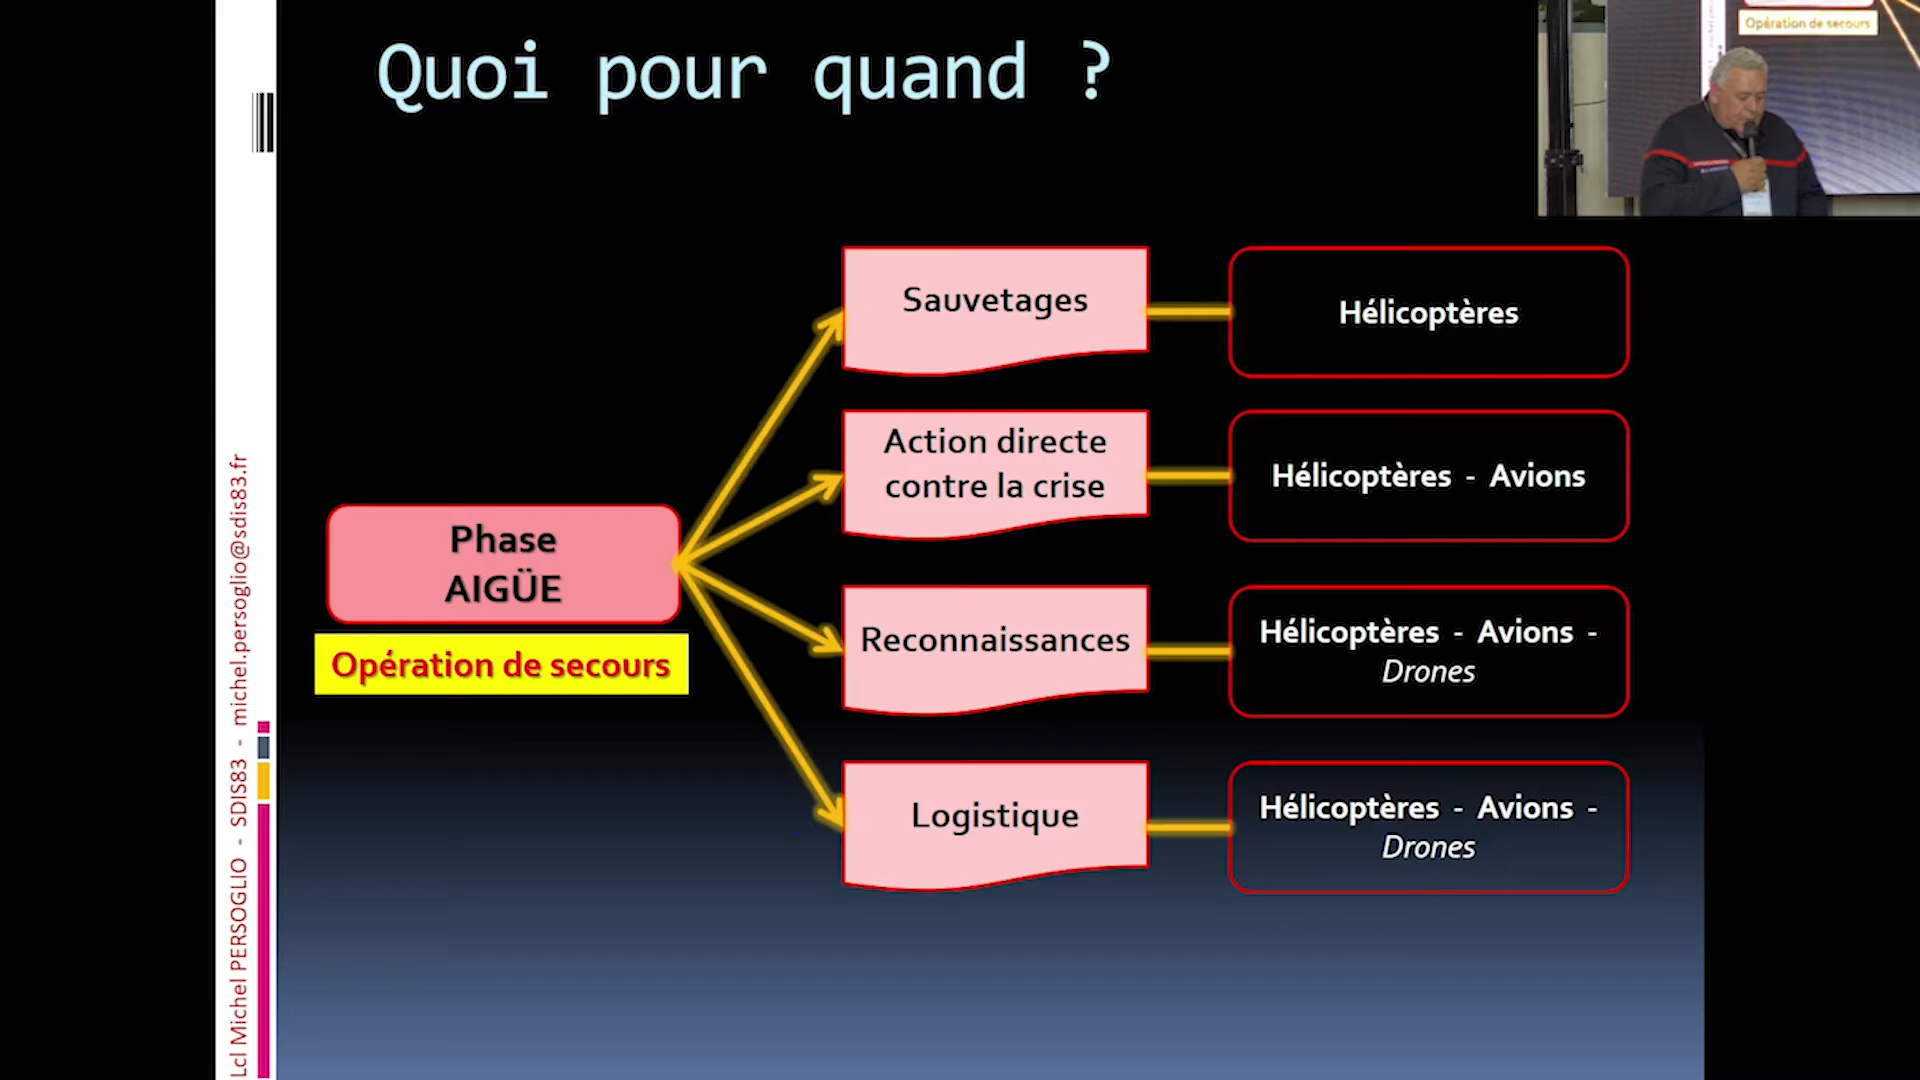 Quoi pour quand ?
Opération de secours
Sauvetages
Hélicoptères
Action directe
contre la crise
Hélicoptères - Avions
Phase
AIGÜE
Opération de secours
Reconnaissances
Hélicoptères - Avions -
Drones
Logistique
Hélicoptères - Avions -
Drones
Lcl Michel PERSOGLIO - SDIS83 - michel.persoglio@sdis83.fr